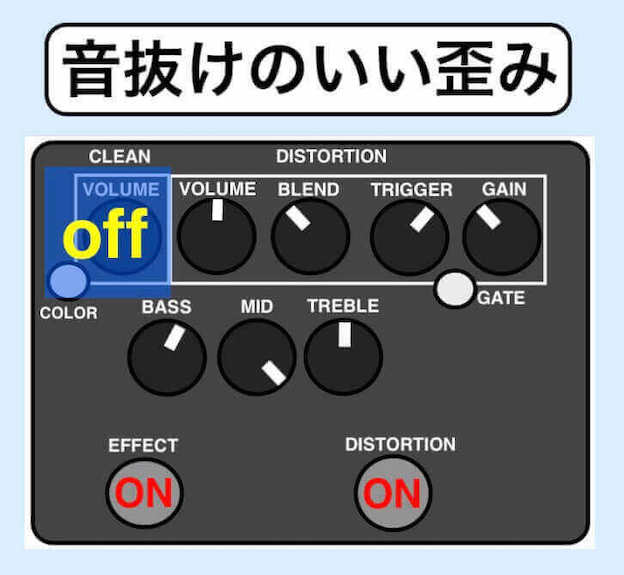 音抜けのいい歪み
CLEAN DISTORTION
VOLUME VOLUME BLEND TRIGGER GAIN
off
COLOR GATE
BASS MID TREBLE
EFFECT DISTORTION
ON ON